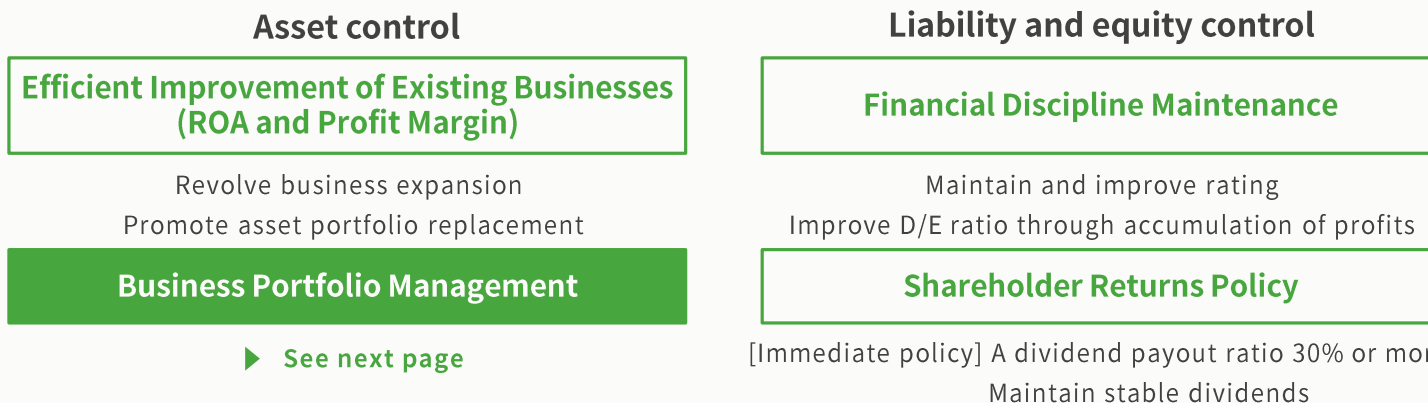 Asset control
Efficient Improvement of Existing Businesses
(ROA and Profit Margin)
Revolve business expansion
Promote asset portfolio replacement
Business Portfolio Management
See next page
Liability and equity control
Financial Discipline Maintenance
Maintain and improve rating
Improve D/E ratio through accumulation of profits
Shareholder Returns Policy
[Immediate policy] A dividend payout ratio 30% or
Maintain stable dividends